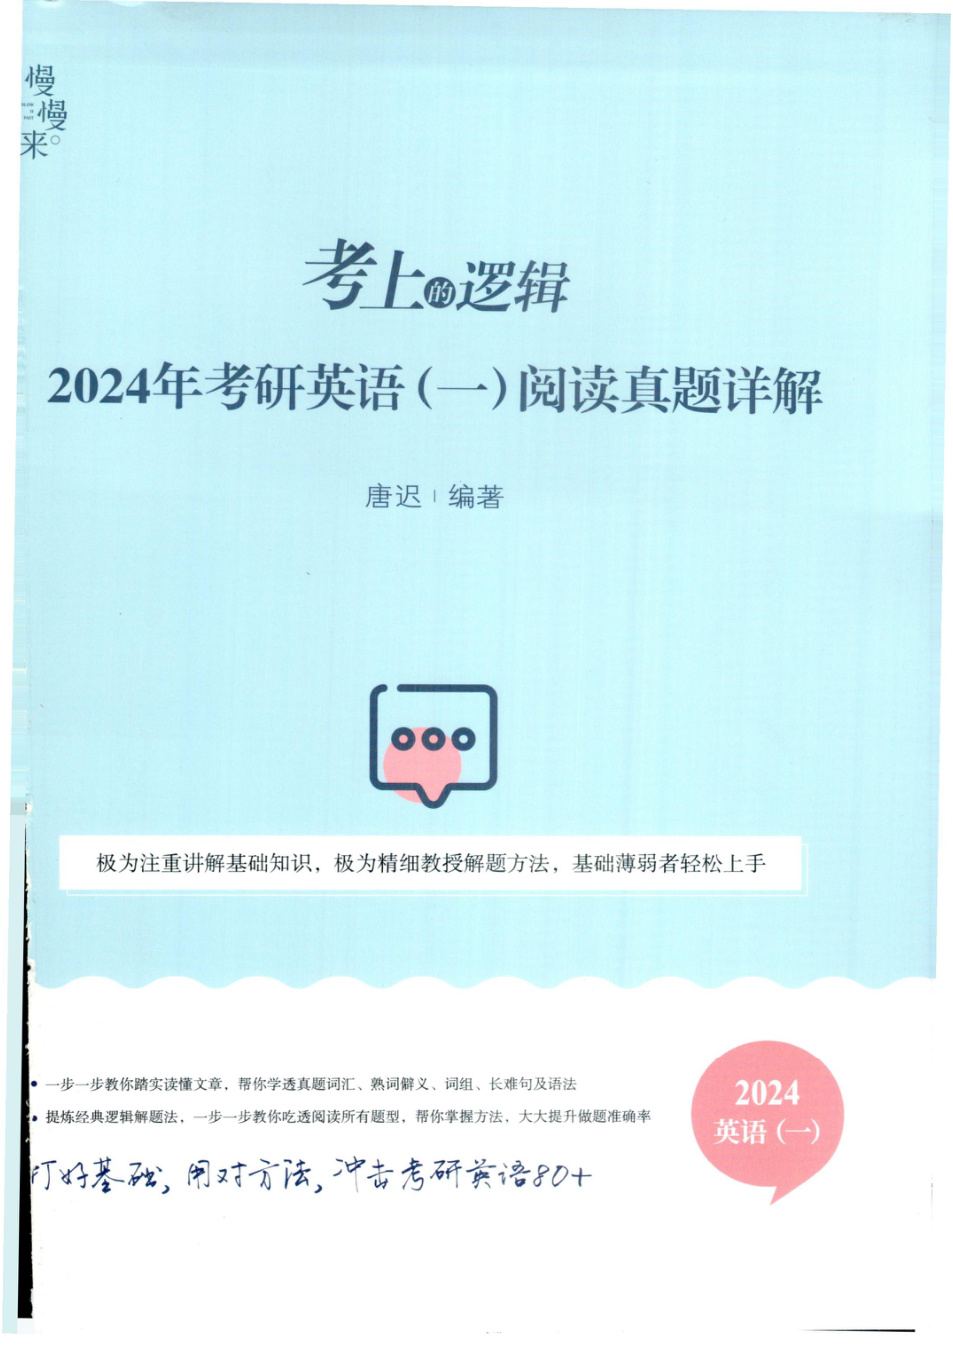 慢
慢
来。
考上的逻辑
2024年考研英语(一)阅读真题详解
唐迟 | 编著
极为注重讲解基础知识，极为精细教授解题方法，基础薄弱者轻松上手
• 一步一步教你踏实读懂文章，帮你学透真题词汇、熟词僻义、词组、长难句及语法
• 提炼经典逻辑解题法，一步一步教你吃透阅读所有题型，帮你掌握方法，大大提升做题准确率
2024
英语(一)
打好基础，用对方法，冲击考研英语80+